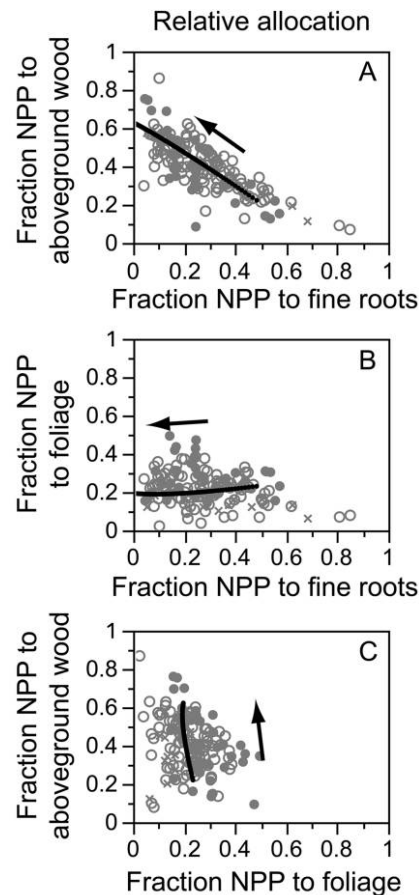 Relative allocation
A
Fraction NPP to
aboveground wood
1
0.8
0.6
0.4
0.2
0
0 0.2 0.4 0.6 0.8 1
Fraction NPP to fine roots
B
Fraction NPP
to foliage
1
0.8
0.6
0.4
0.2
0
0 0.2 0.4 0.6 0.8 1
Fraction NPP to fine roots
C
Fraction NPP to
aboveground wood
1
0.8
0.6
0.4
0.2
0
0 0.2 0.4 0.6 0.8 1
Fraction NPP to foliage